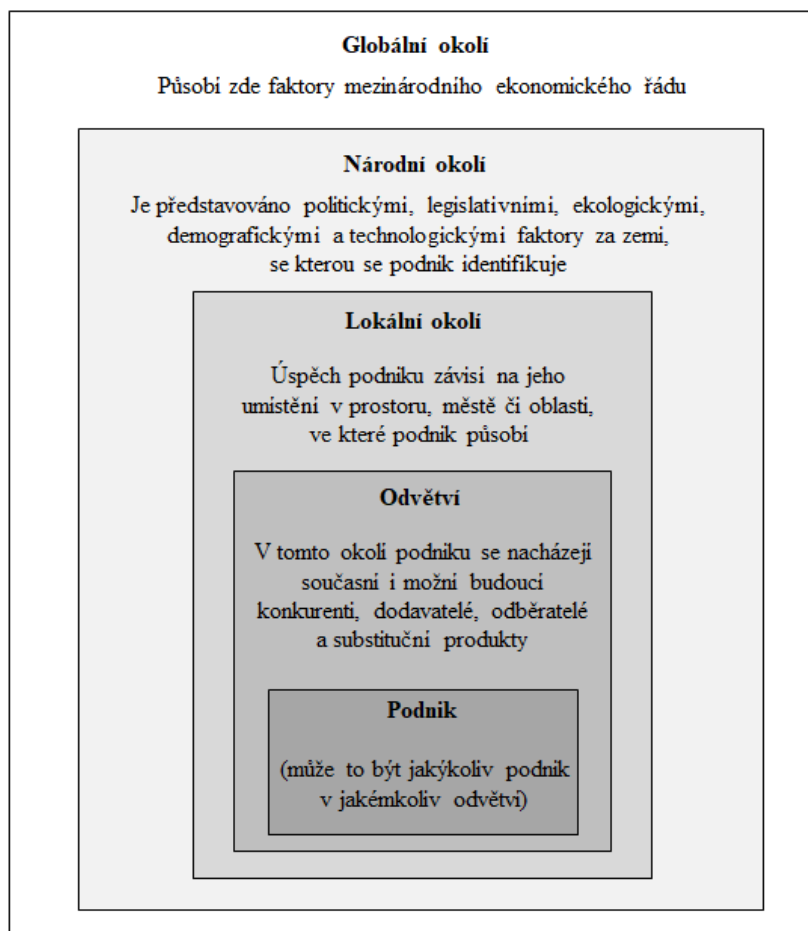 Globální okolí
Působí zde faktory mezinárodního ekonomického řádu
Národní okolí
Je představováno politickými, legislativními, ekologickými,
demografickými a technologickými faktory za zemi,
se kterou se podnik identifikuje
Lokální okolí
Úspěch podniku závisí na jeho
umístění v prostoru, městě či oblasti,
ve které podnik působí
Odvětví
V tomto okolí podniku se nacházejí
současní i možní budoucí
konkurenti, dodavatelé, odběratelé
a substituční produkty
Podnik
(může to být jakýkoliv podnik
v jakémkoliv odvětví)